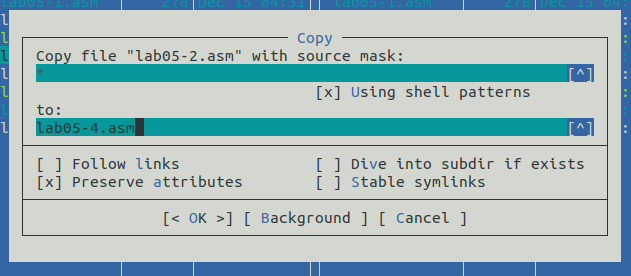 lab05-1.asm 278 Dec 15 04:31 lab05-1.asm 278 Dec 15 04:
Copy
Copy file "lab05-2.asm" with source mask:
* [^]
[x] Using shell patterns
to:
lab05-4.asm [^]
[ ] Follow links [ ] Dive into subdir if exists
[x] Preserve attributes [ ] Stable symlinks
[< OK >] [ Background ] [ Cancel ]